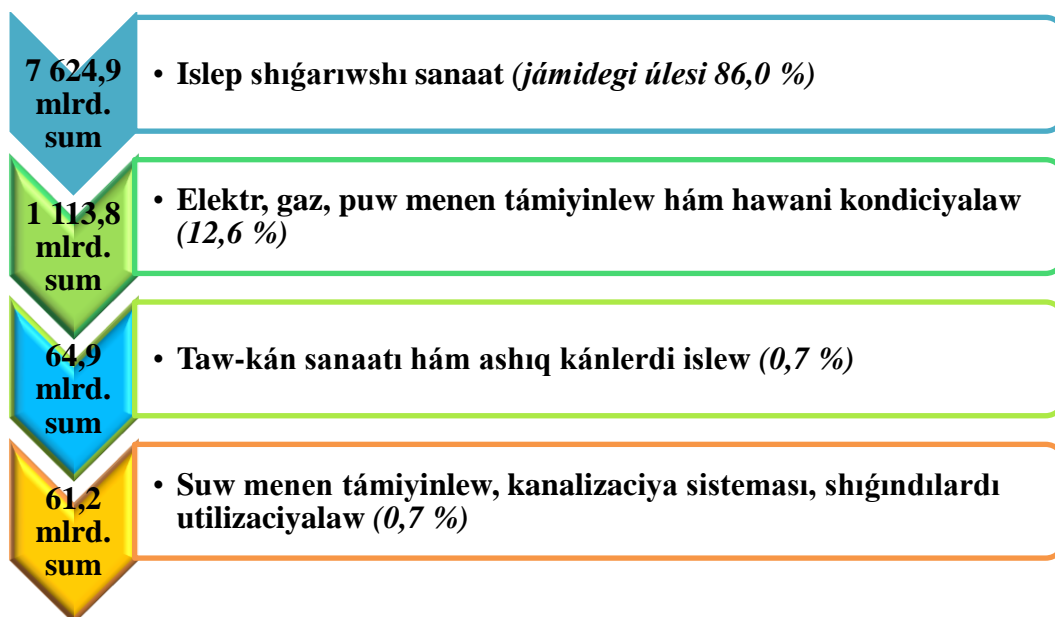 7 624,9
mlrd.
sum
• Islep shıǵarıwshı sanaat (jámidegi úlesi 86,0 %)
1 113,8
mlrd.
sum
• Elektr, gaz, puw menen támiyinlew hám hawani kondiciyalaw
(12,6 %)
64,9
mlrd.
sum
• Taw-kán sanaatı hám ashıq kánlerdi islew (0,7 %)
61,2
mlrd.
sum
• Suw menen támiyinlew, kanalizaciya sisteması, shıǵındılardı
utilizaciyalaw (0,7 %)